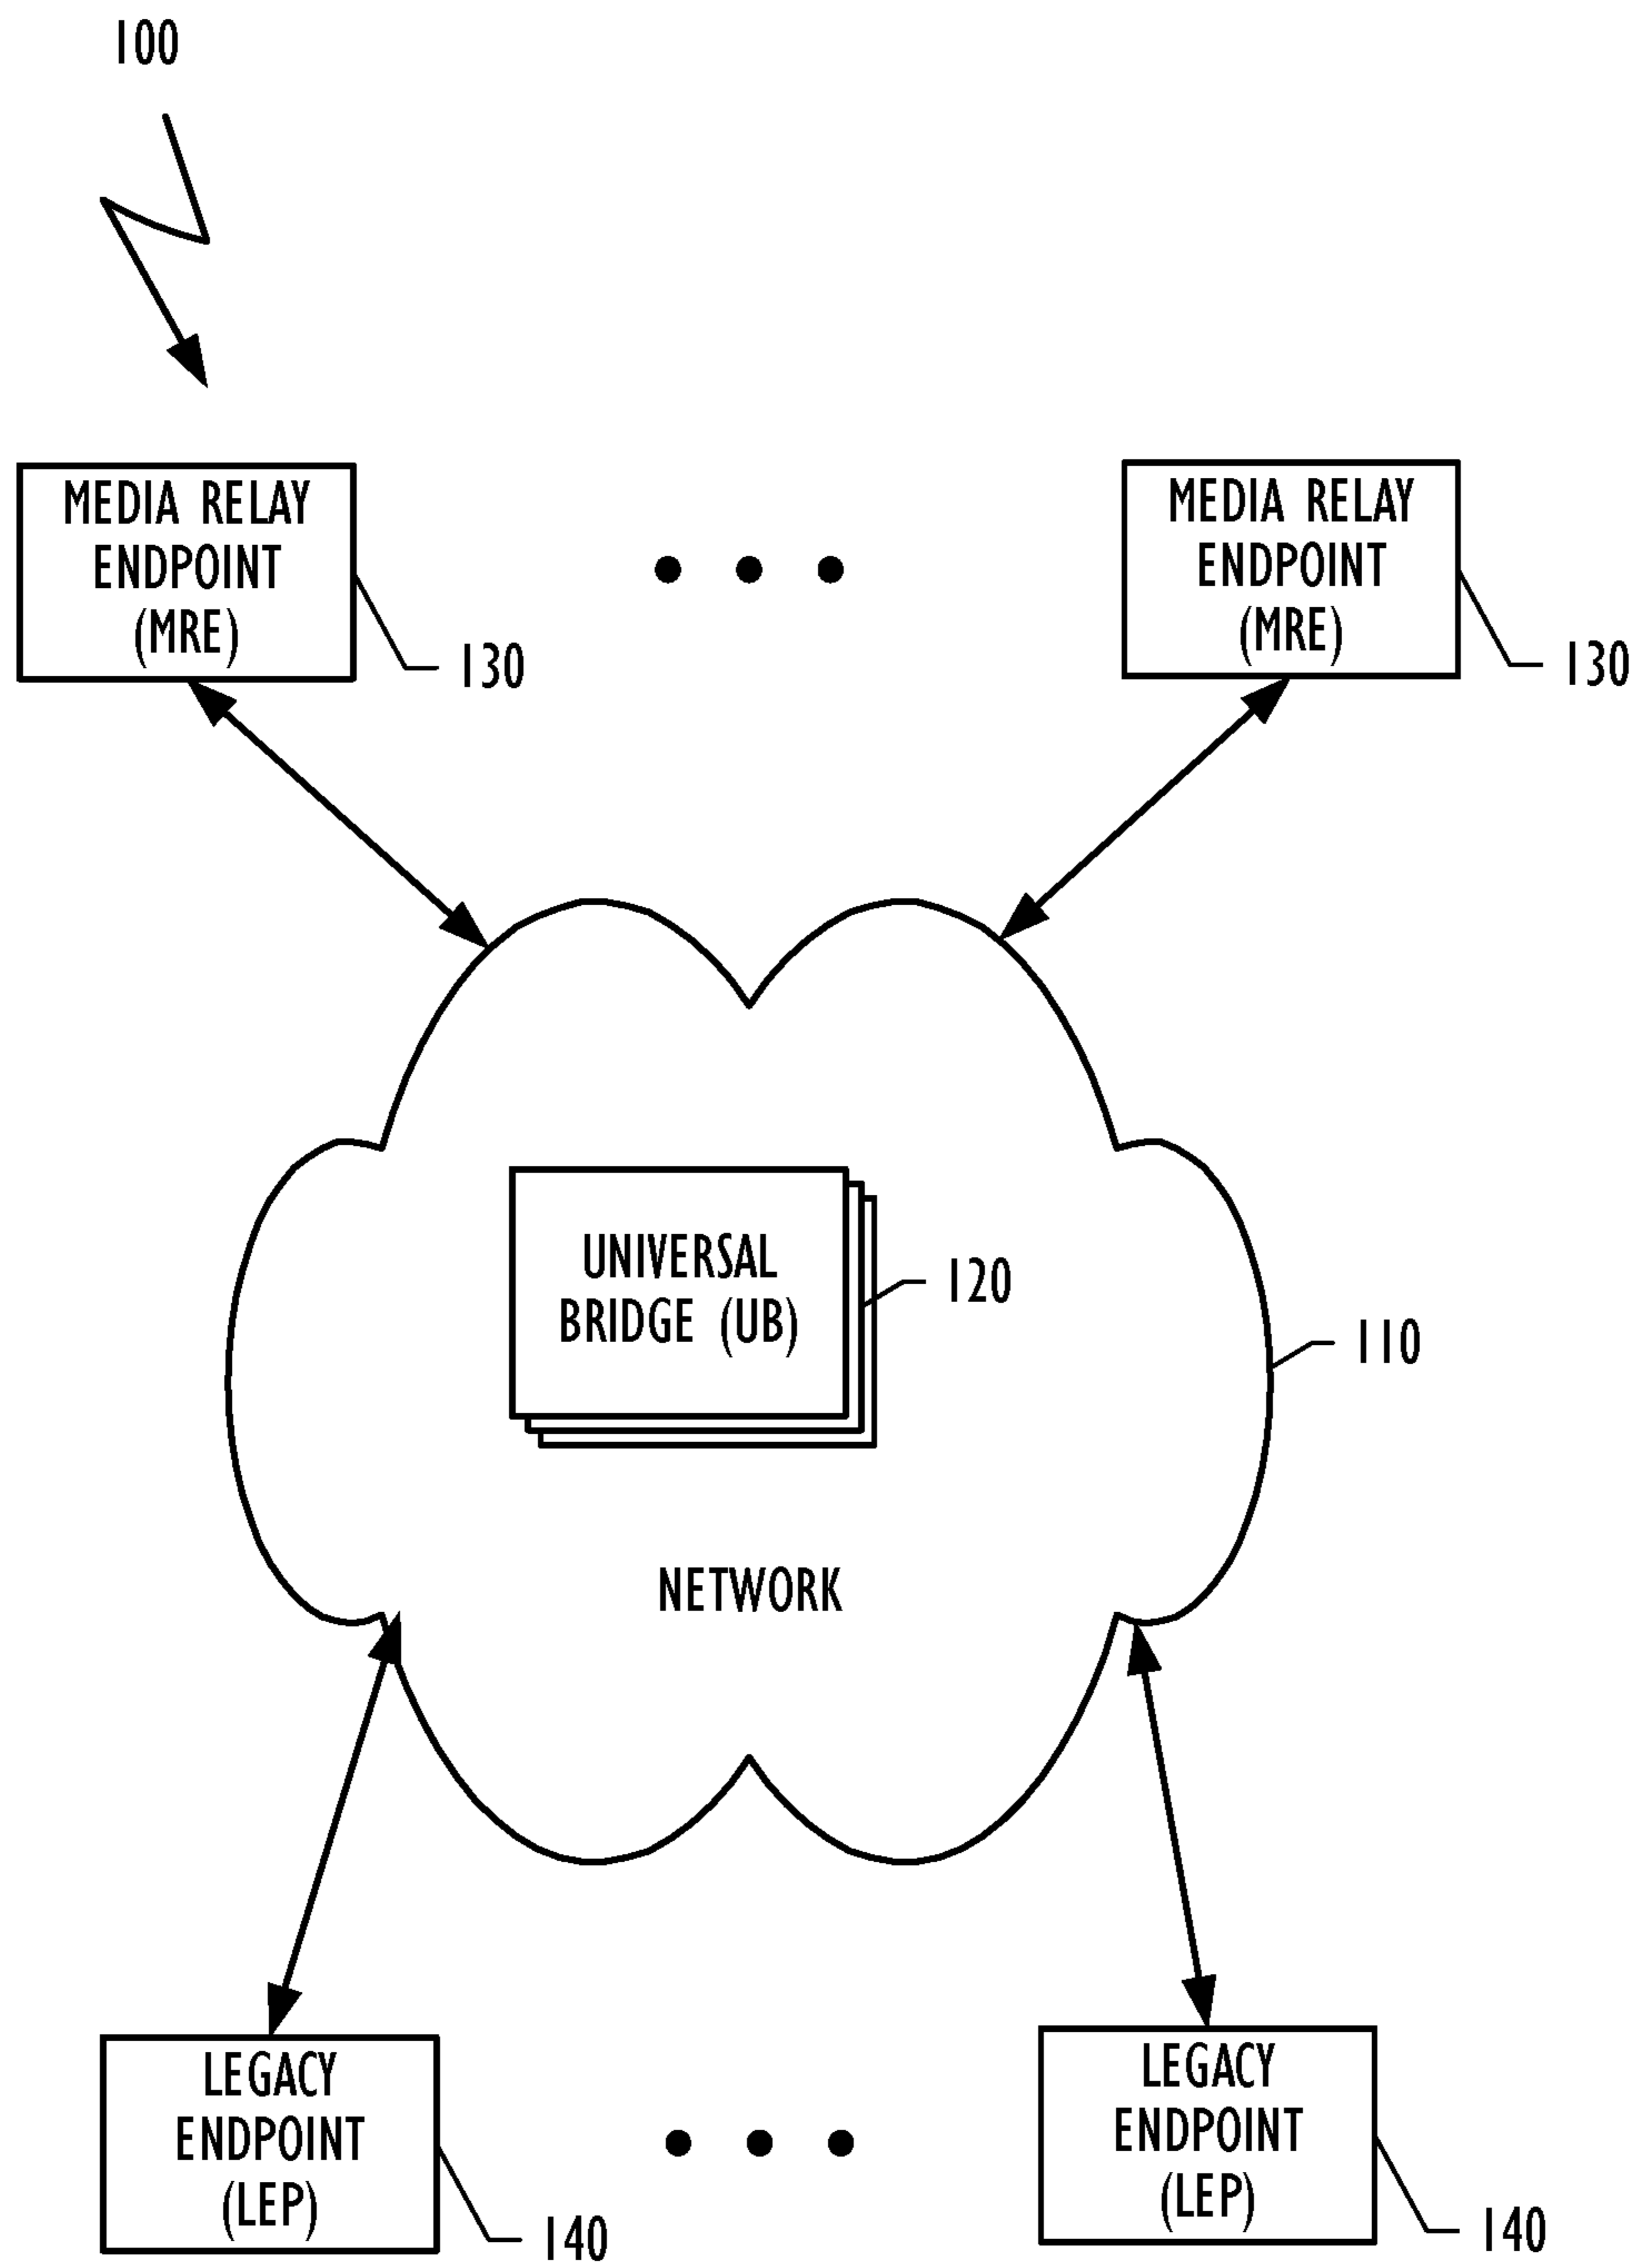 100
MEDIA RELAY
ENDPOINT
(MRE)
130
MEDIA RELAY
ENDPOINT
(MRE)
130
UNIVERSAL
BRIDGE (UB)
120
110
NETWORK
LEGACY
ENDPOINT
(LEP)
140
LEGACY
ENDPOINT
(LEP)
140